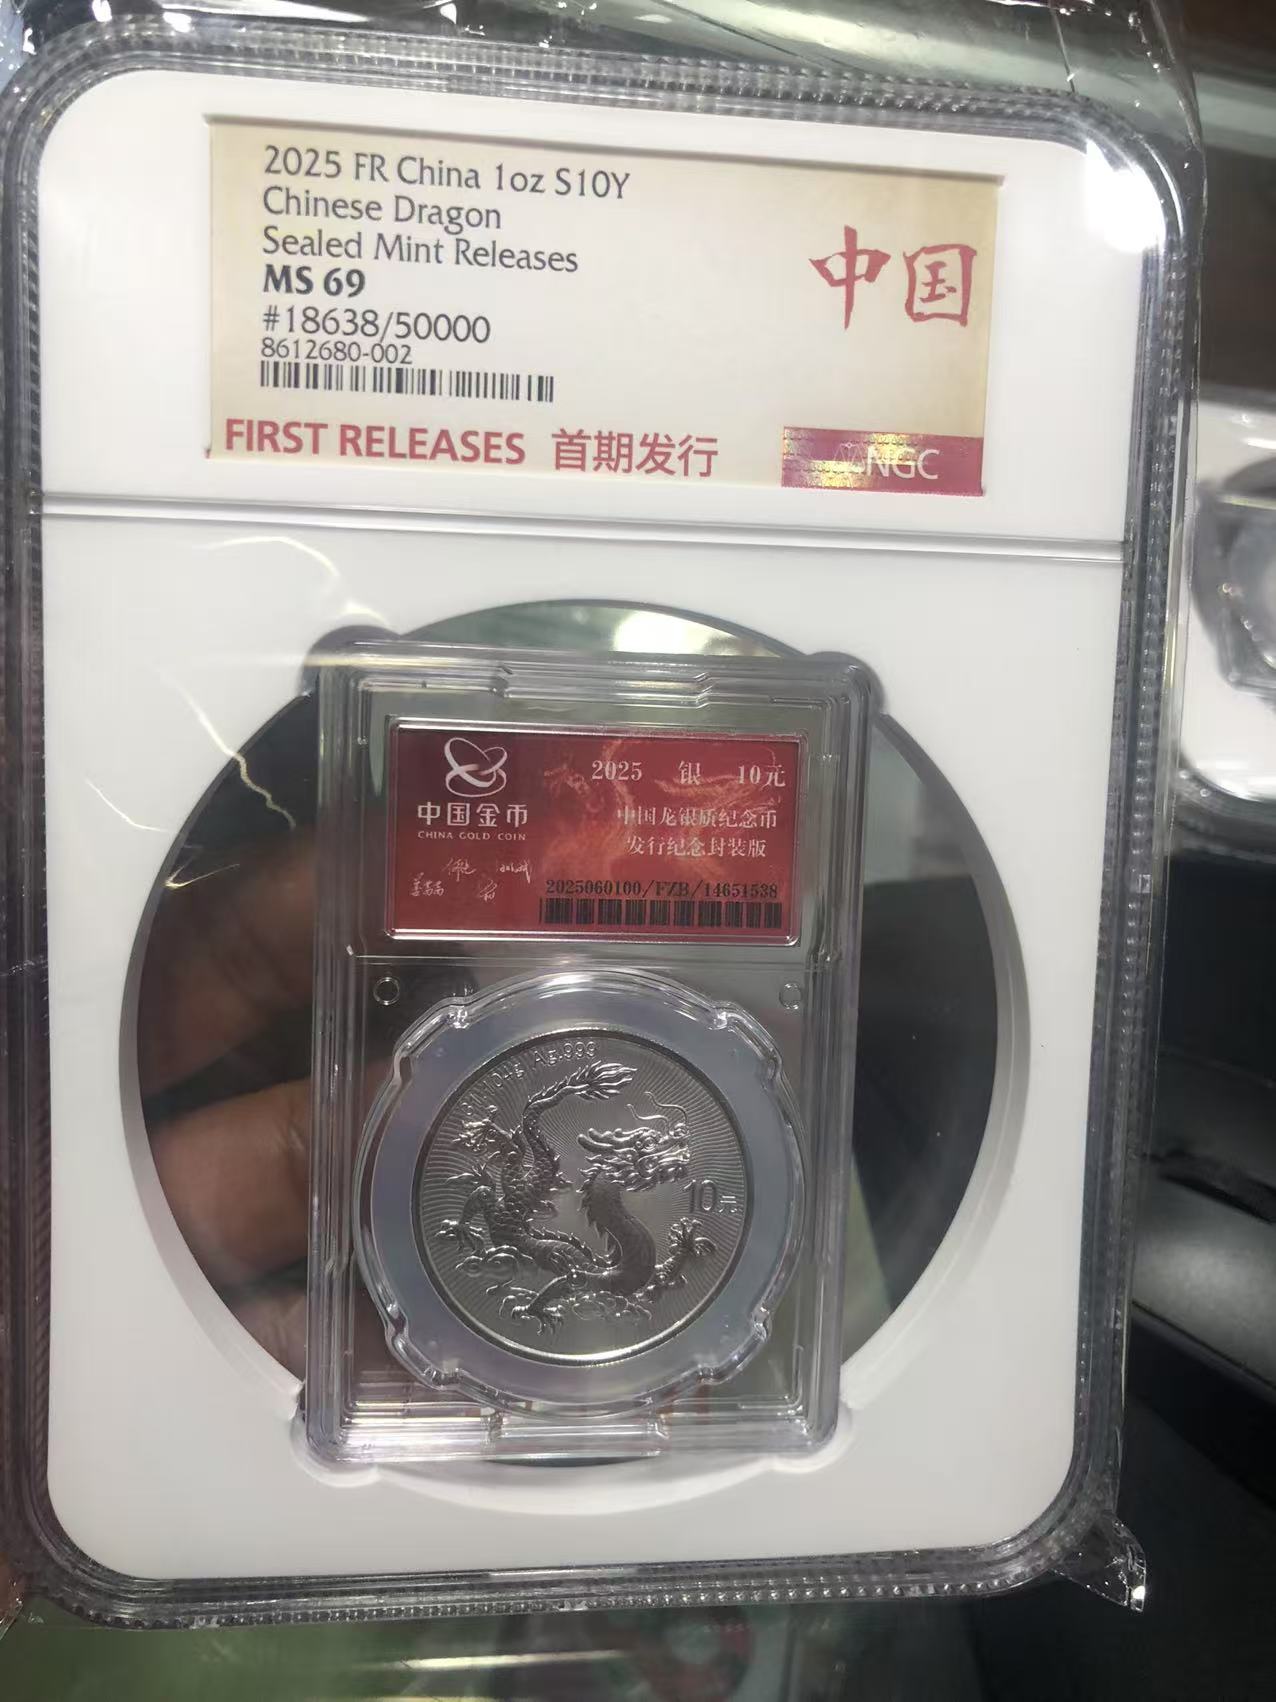 2025 FR China 1oz S10Y
Chinese Dragon
Sealed Mint Releases
MS 69
#18638/50000
8612680-002
中国
FIRST RELEASES 首期发行
NGC
中国金币
CHINA GOLD COIN
2025 银 10元
中国龙银质纪念币
发行纪念封装版
2025060100/FZB/14651538
Ag.999
10元